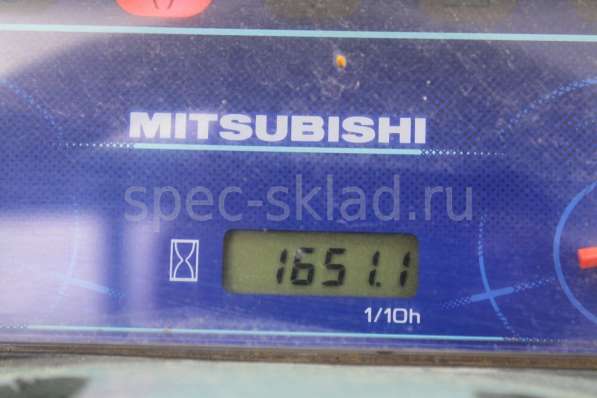 MITSUBISHI
spec-sklad.ru
1651.1
1/10h